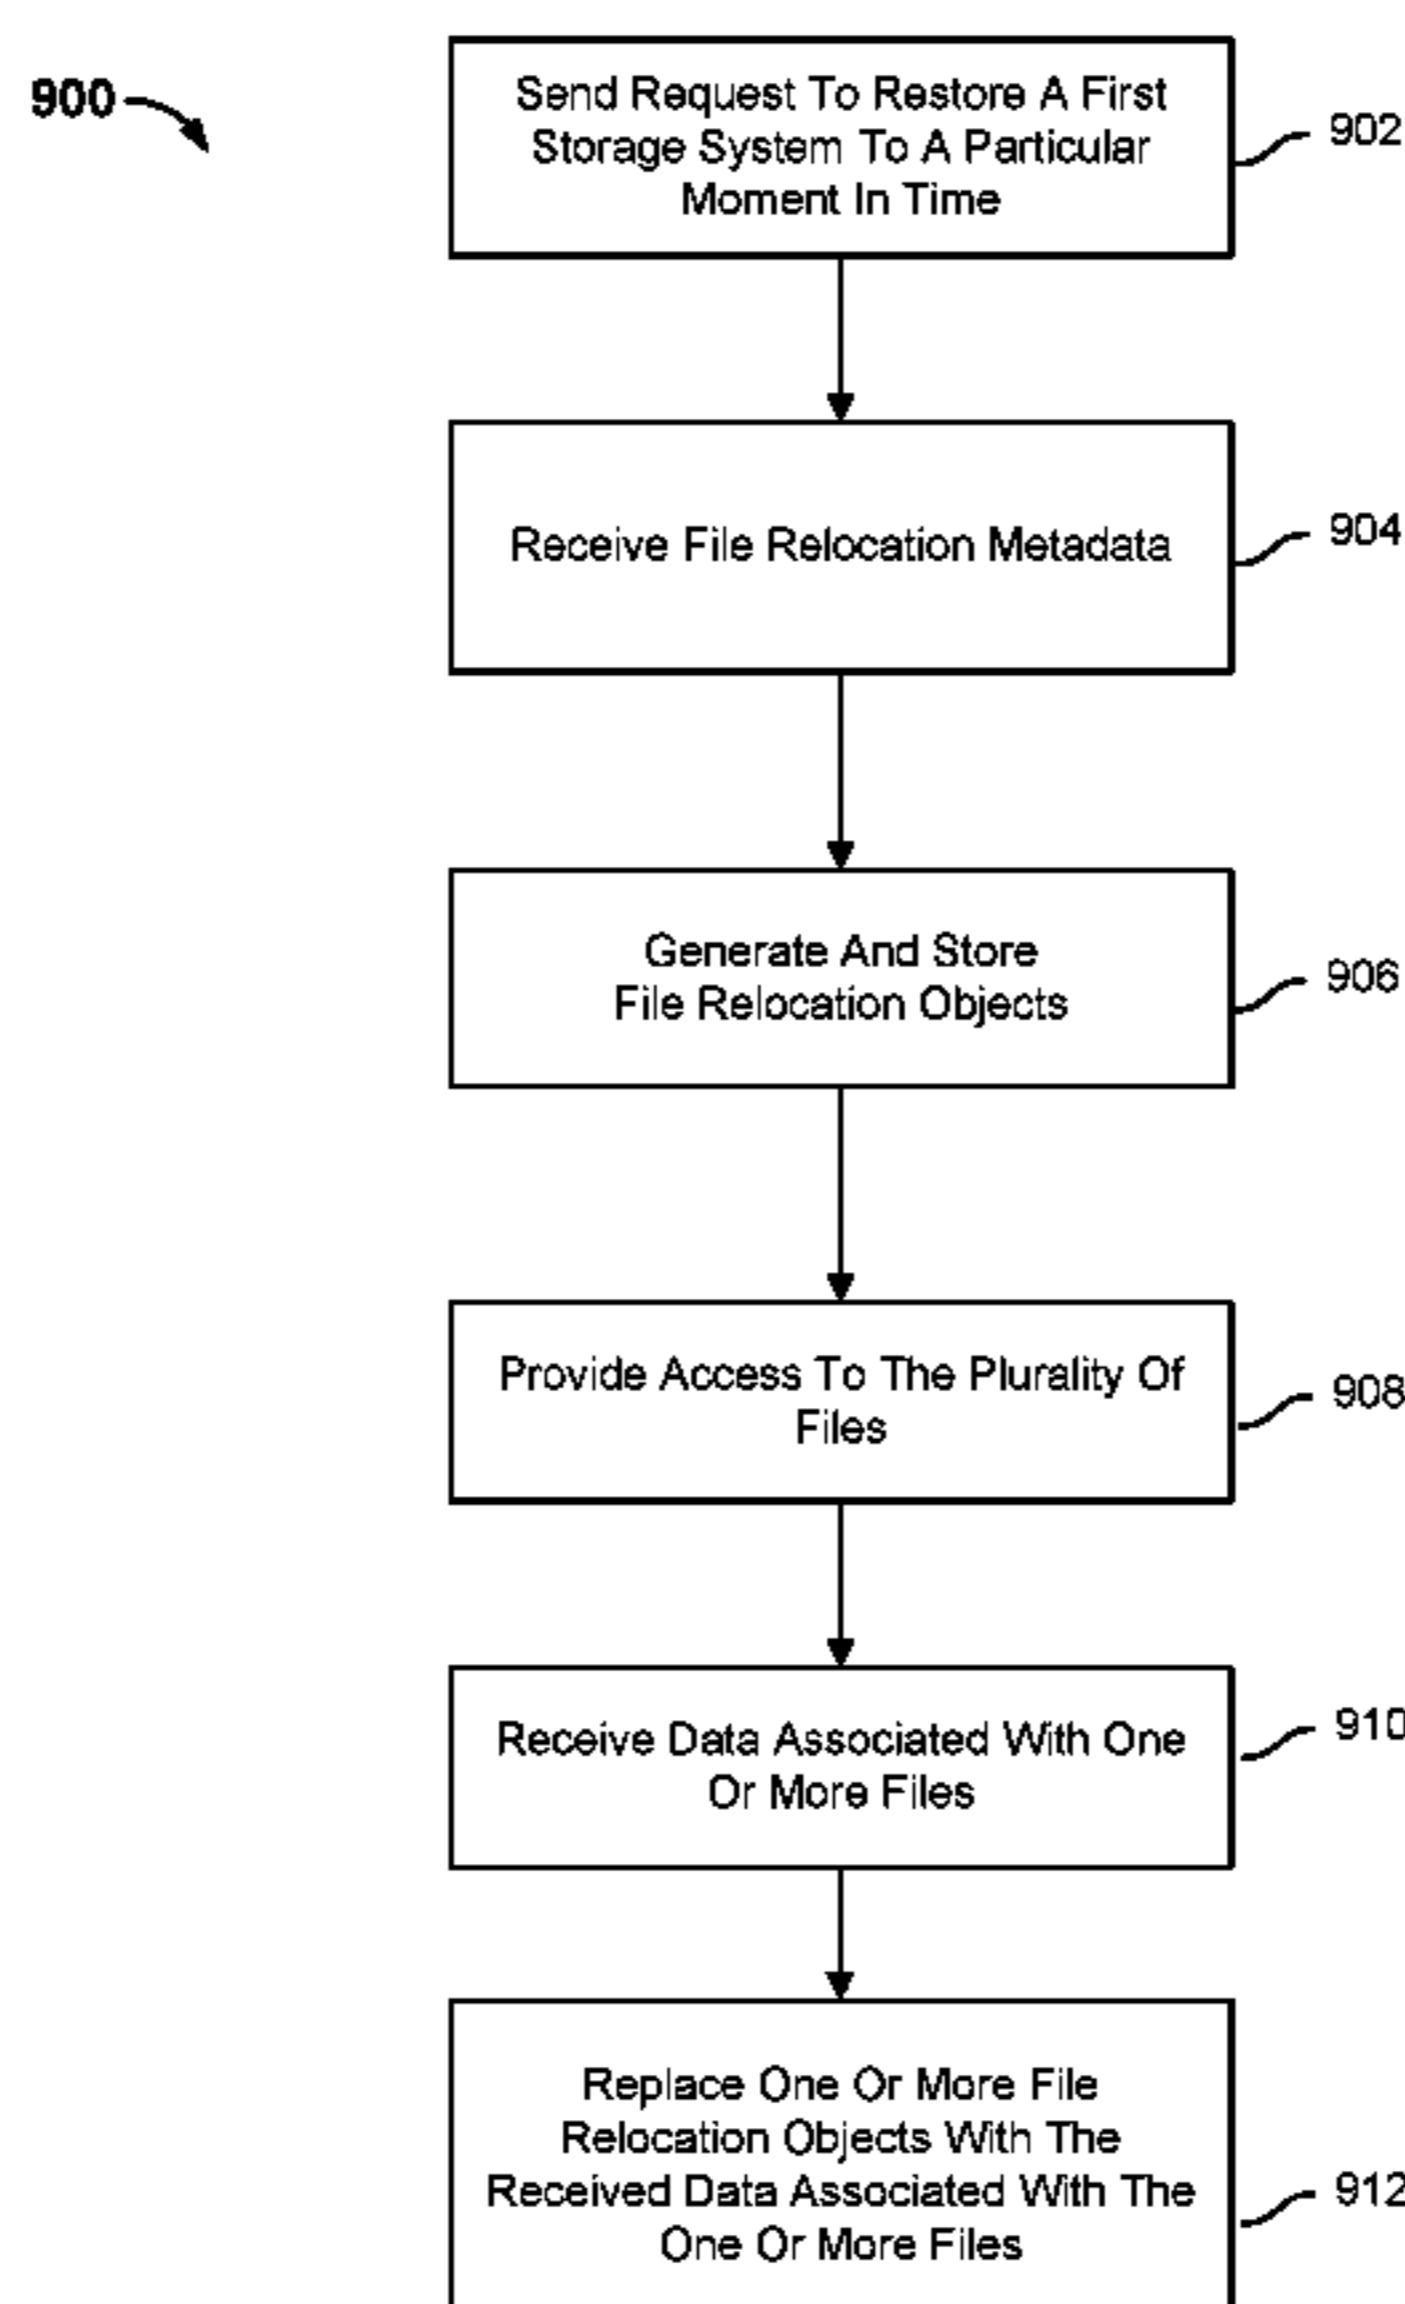 900
Send Request To Restore A First
Storage System To A Particular
Moment In Time
902
Receive File Relocation Metadata
904
Generate And Store
File Relocation Objects
906
Provide Access To The Plurality Of
Files
908
Receive Data Associated With One
Or More Files
910
Replace One Or More File
Relocation Objects With The
Received Data Associated With The
One Or More Files
912